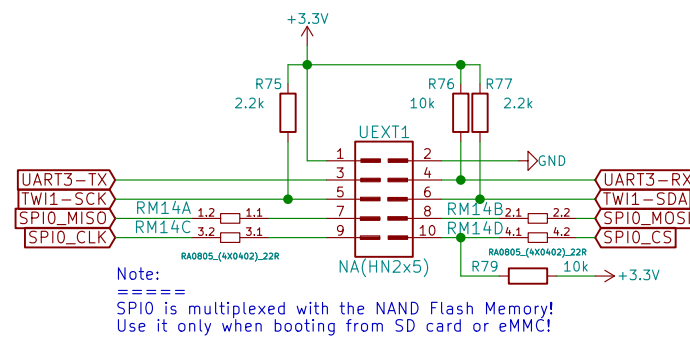 +3.3V
R75
2.2k
R76
10k
R77
2.2k
UEXT1
1
2
GND
UART3-TX
3
4
UART3-RX
TWI1-SCK
5
6
TWI1-SDA
SPI0_MISO
RM14A
1.2
1.1
7
8
RM14B
2.1
2.2
SPI0_MOSI
SPI0_CLK
RM14C
3.2
3.1
9
10
RM14D
4.1
4.2
SPI0_CS
RA0805_(4X0402)_22R
RA0805_(4X0402)_22R
NA(HN2x5)
R79
10k
+3.3V
Note:
=====
SPI0 is multiplexed with the NAND Flash Memory!
Use it only when booting from SD card or eMMC!